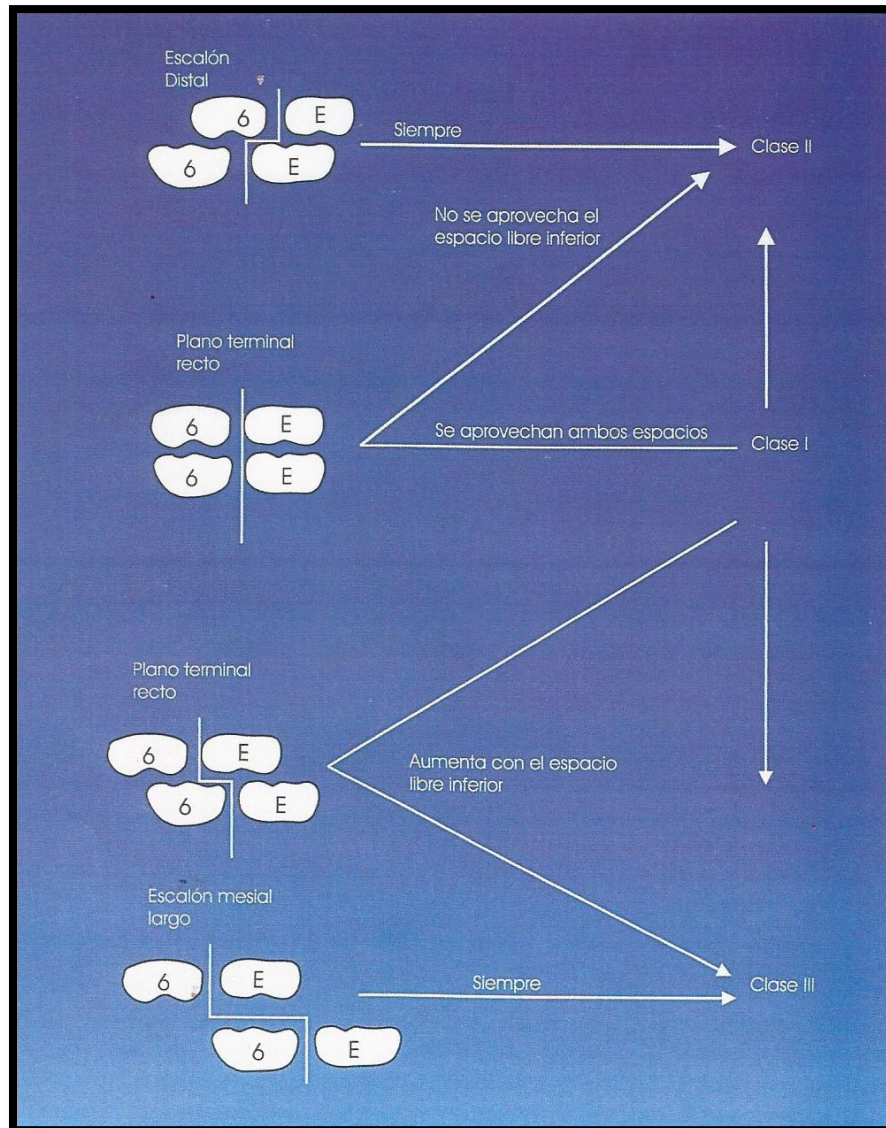 Escalón
Distal
6 E
6 E
Siempre
Clase II
No se aprovecha el
espacio libre inferior
Plano terminal
recto
6 E
6 E
Se aprovechan ambos espacios
Clase I
Plano terminal
recto
6 E
6 E
Aumenta con el espacio
libre inferior
Escalón mesial
largo
6 E
6 E
Siempre
Clase III